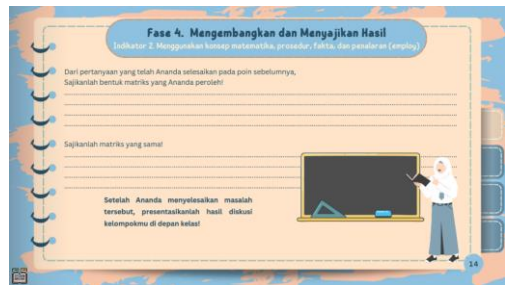 Fase 4. Mengembangkan dan Menyajikan Hasil
Indikator 2. Menggunakan konsep matematika, prosedur, fakta, dan penalaran (employ)
Dari pertanyaan yang telah Ananda selesaikan pada poin sebelumnya,
Sajikanlah bentuk matriks yang Ananda peroleh!
Sajikanlah matriks yang sama!
Setelah Ananda menyelesaikan masalah
tersebut, presentasikanlah hasil diskusi
kelompokmu di depan kelas!
14